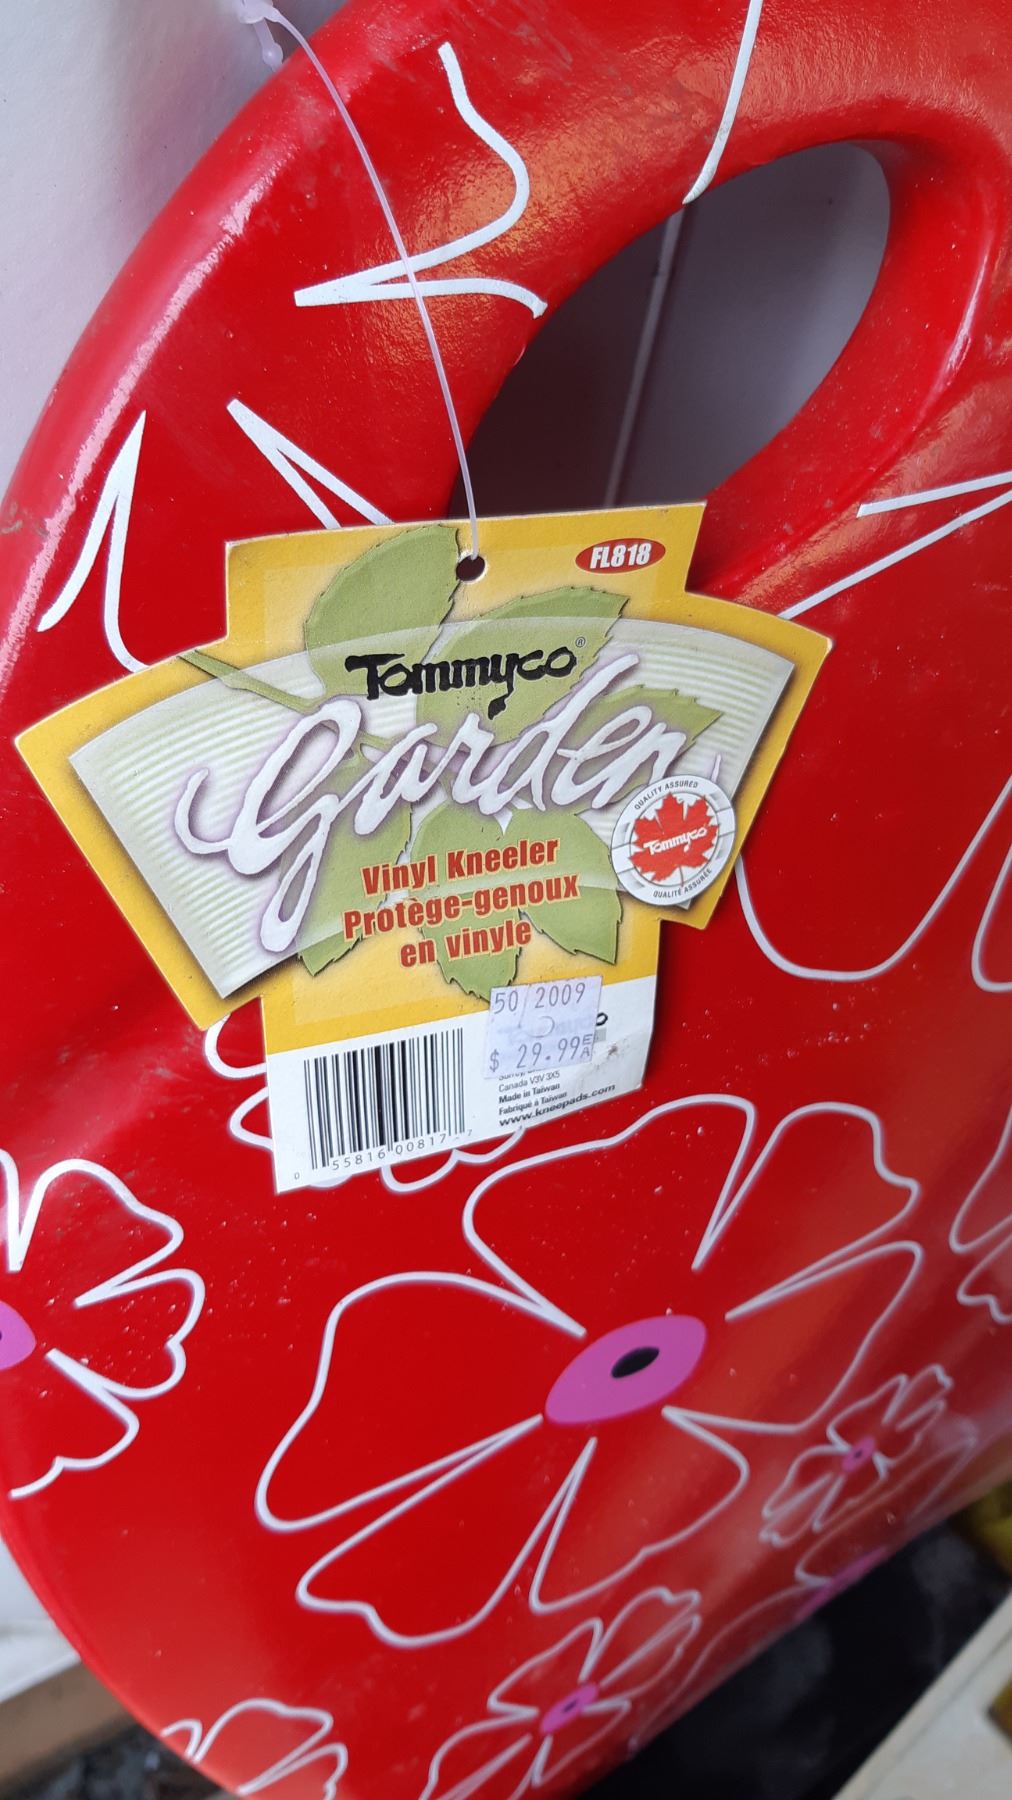 FL818
Tommyco®
Garden
QUALITY ASSURED
Tommyco
QUALITÉ ASSURÉE
Vinyl Kneeler
Protège-genoux
en vinyle
50/2009
$ 29.99 EA
Canada V3V 3X5
Made in Taiwan
Fabriqué à Taiwan
www.kneepads.com
0 55816 00817 7